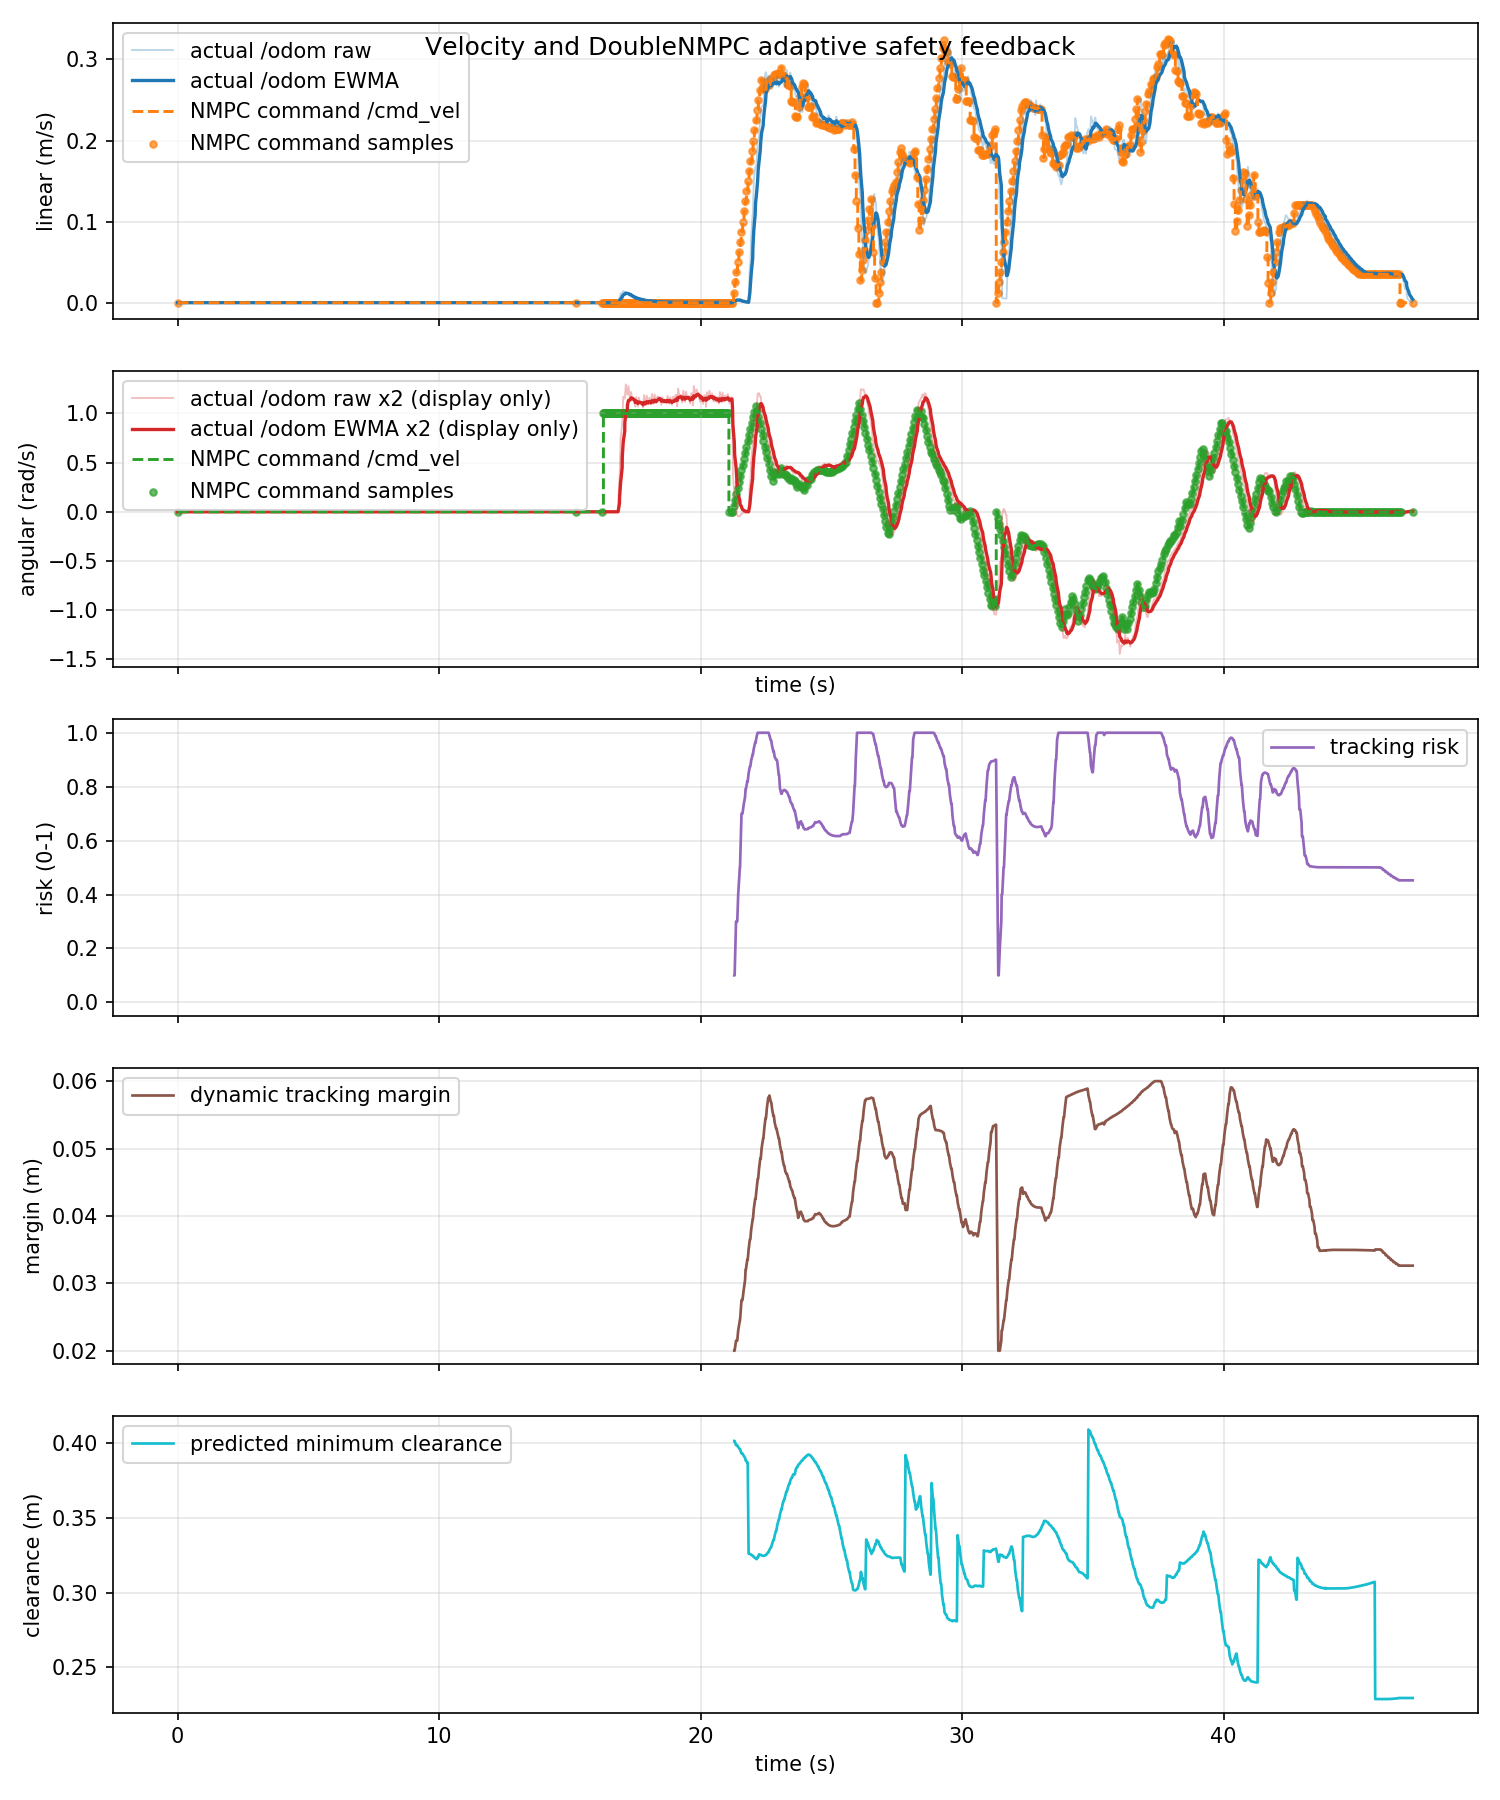 Velocity and DoubleNMPC adaptive safety feedback
actual /odom raw
actual /odom EWMA
NMPC command /cmd_vel
NMPC command samples
linear (m/s)
0.3
0.2
0.1
0.0
actual /odom raw x2 (display only)
actual /odom EWMA x2 (display only)
NMPC command /cmd_vel
NMPC command samples
angular (rad/s)
1.0
0.5
0.0
−0.5
−1.0
−1.5
time (s)
tracking risk
risk (0-1)
1.0
0.8
0.6
0.4
0.2
0.0
dynamic tracking margin
margin (m)
0.06
0.05
0.04
0.03
0.02
predicted minimum clearance
clearance (m)
0.40
0.35
0.30
0.25
0
10
20
30
40
time (s)